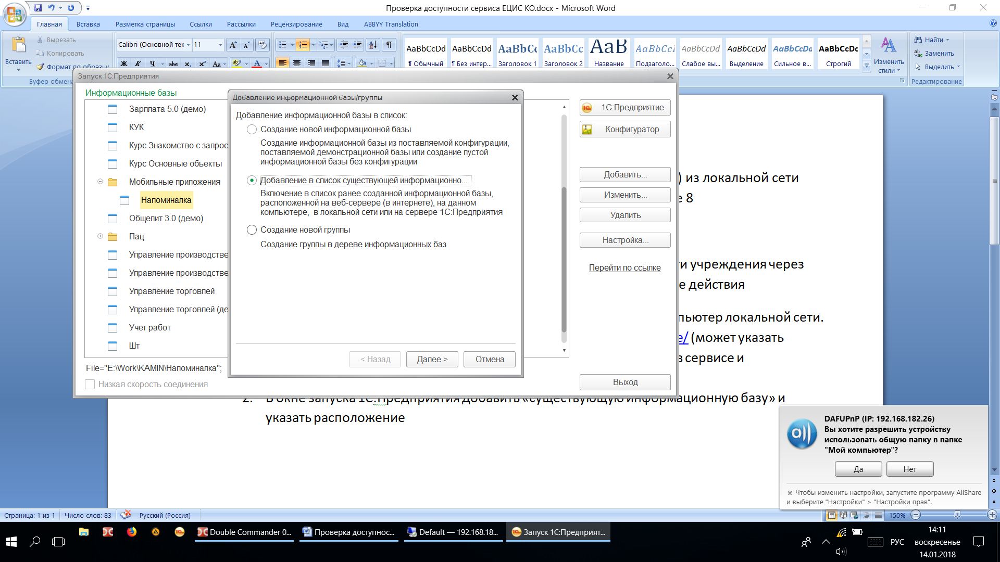 Проверка доступности сервиса ЕЦИС КО.docx - Microsoft Word
Главная
Вставка
Разметка страницы
Ссылки
Рассылки
Рецензирование
Вид
ABBYY Translation
Вставить
Вырезать
Копировать
Формат по образцу
Буфер обмена
Calibri (Основной тек
11
Ж К Ч abc x₂ x² Aa
AaBbCcDd
¶ Обычный
AaBbCcDd
¶ Без интер...
AaBbCc
Заголовок 1
AaBbCc
Заголовок 2
AaB
Название
AaBbCcI
Подзаголо...
AaBbCcDd
Слабое вы...
AaBbCcDd
Выделение
AaBbCcDd
Сильное в...
AaBbCcDc
Строгий
Изменить стили
Найти
Заменить
Выделить
Редактирование
Запуск 1С:Предприятия
Информационные базы
Зарплата 5.0 (демо)
КУК
Курс Знакомство с запрос
Курс Основные объекты
Мобильные приложения
Напоминалка
Общепит 3.0 (демо)
Пац
Управление производстве
Управление производстве
Управление торговлей
Управление торговлей (де
Учет работ
Шт
File="E:\Work\KAMIN\Напоминалка";
Низкая скорость соединения
Добавление информационной базы/группы
Добавление информационной базы в список:
Создание новой информационной базы
Создание информационной базы из поставляемой конфигурации,
поставляемой демонстрационной базы или создание пустой
информационной базы без конфигурации
Добавление в список существующей информационно...
Включение в список ранее созданной информационной базы,
расположенной на веб-сервере (в интернете), на данном
компьютере, в локальной сети или на сервере 1С:Предприятия
Создание новой группы
Создание группы в дереве информационных баз
< Назад
Далее >
Отмена
1С:Предприятие
Конфигуратор
Добавить...
Изменить...
Удалить
Настройка...
Перейти по ссылке
Выход
) из локальной сети
е 8
ти учреждения через
е действия
пьютер локальной сети.
e/ (может указать
в сервисе и
2. В окне запуска 1С:Предприятия добавить «существующую информационную базу» и
указать расположение
DAFUPnP (IP: 192.168.182.26)
Вы хотите разрешить устройству
использовать общую папку в папке
"Мой компьютер"?
Да
Нет
※ Чтобы изменить настройки, запустите программу AllShare
и выберите "Настройки" > "Настройки прав".
Страница: 1 из 1
Число слов: 83
Русский (Россия)
150%
Double Commander 0...
Проверка доступнос...
Default — 192.168.18...
Запуск 1С:Предприят...
РУС
14:11
воскресенье
14.01.2018